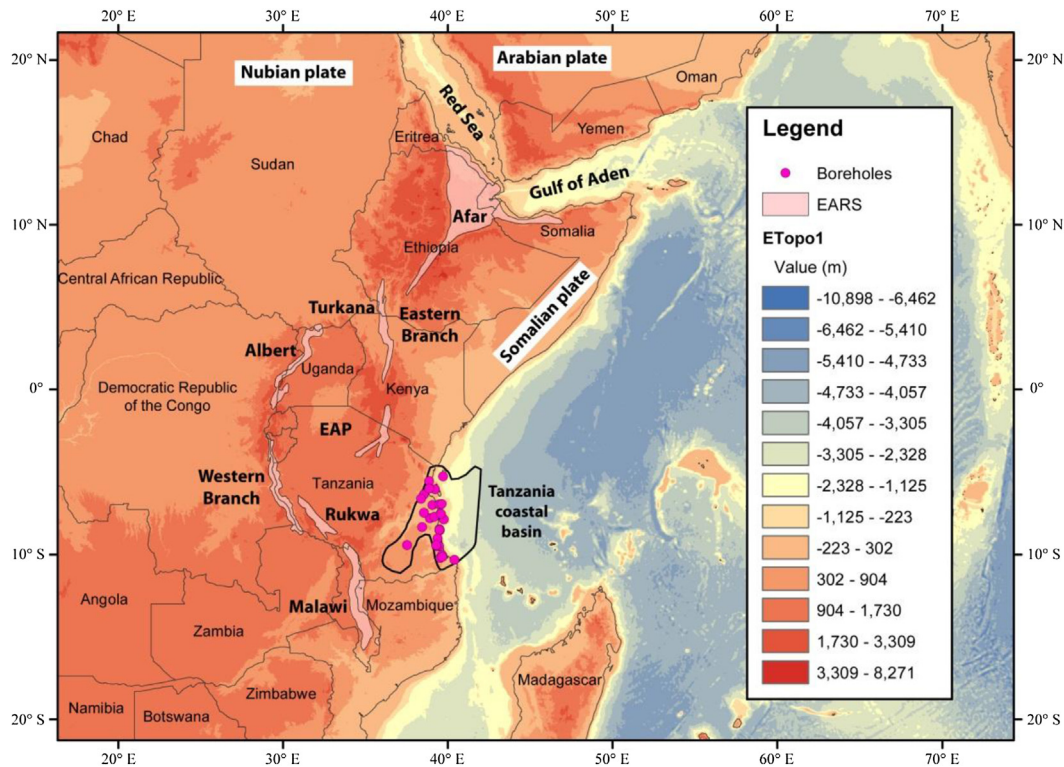 20° E 30° E 40° E 50° E 60° E 70° E
20° N
Nubian plate
Arabian plate
Oman
20° N
Red Sea
Chad
Sudan
Eritrea
Yemen
Gulf of Aden
Afar
10° N
Ethiopia
Somalia
10° N
Central African Republic
Turkana
Eastern
Branch
Somalian plate
Albert
Uganda
0°
Kenya
0°
Democratic Republic
of the Congo
EAP
Western
Branch
Tanzania
Rukwa
Tanzania
coastal
basin
10° S
10° S
Angola
Malawi
Mozambique
Zambia
Madagascar
Zimbabwe
Namibia
Botswana
20° S
20° S
20° E 30° E 40° E 50° E 60° E 70° E
Legend
Boreholes
EARS
ETopo1
Value (m)
-10,898 - -6,462
-6,462 - -5,410
-5,410 - -4,733
-4,733 - -4,057
-4,057 - -3,305
-3,305 - -2,328
-2,328 - -1,125
-1,125 - -223
-223 - 302
302 - 904
904 - 1,730
1,730 - 3,309
3,309 - 8,271